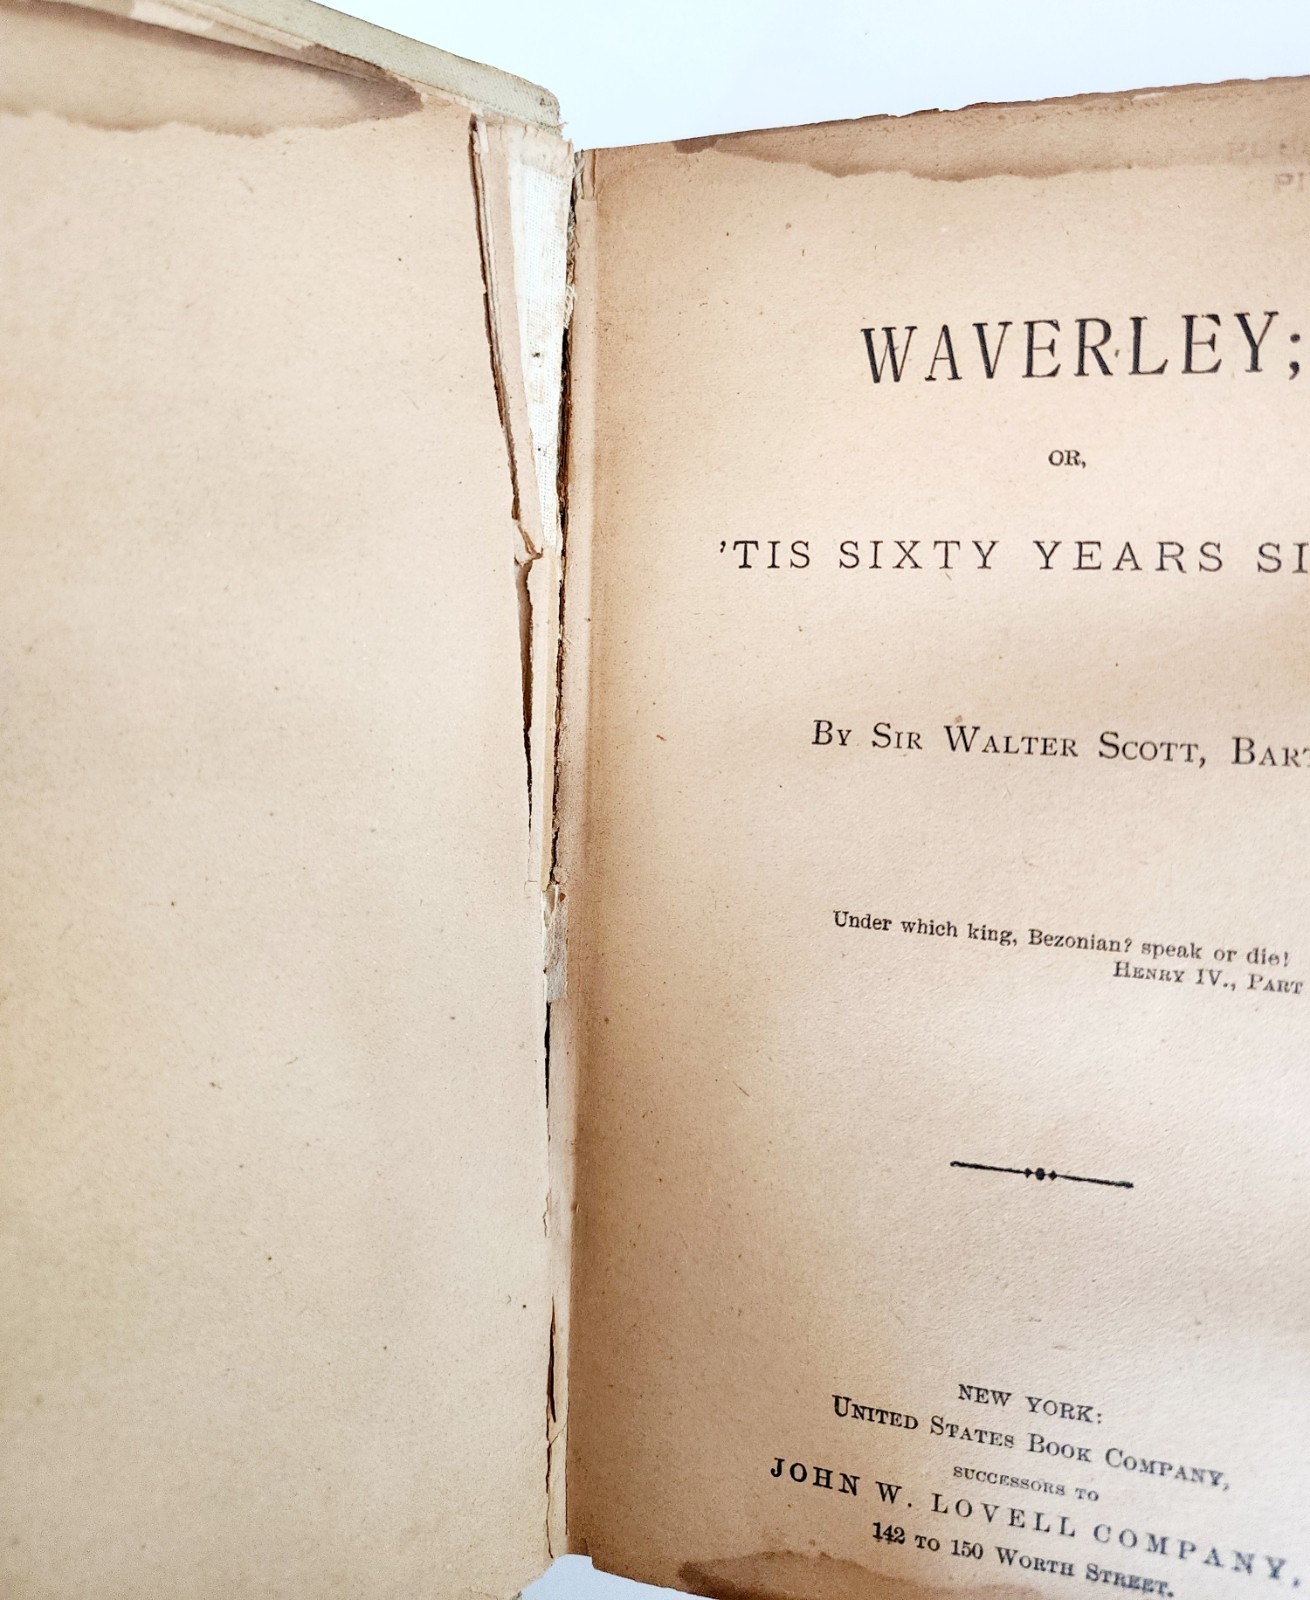 WAVERLEY;
OR,
'TIS SIXTY YEARS SI
BY SIR WALTER SCOTT, BART
Under which king, Bezonian? speak or die!
HENRY IV., PART
NEW YORK:
UNITED STATES BOOK COMPANY,
SUCCESSORS TO
JOHN W. LOVELL COMPANY,
142 TO 150 WORTH STREET.